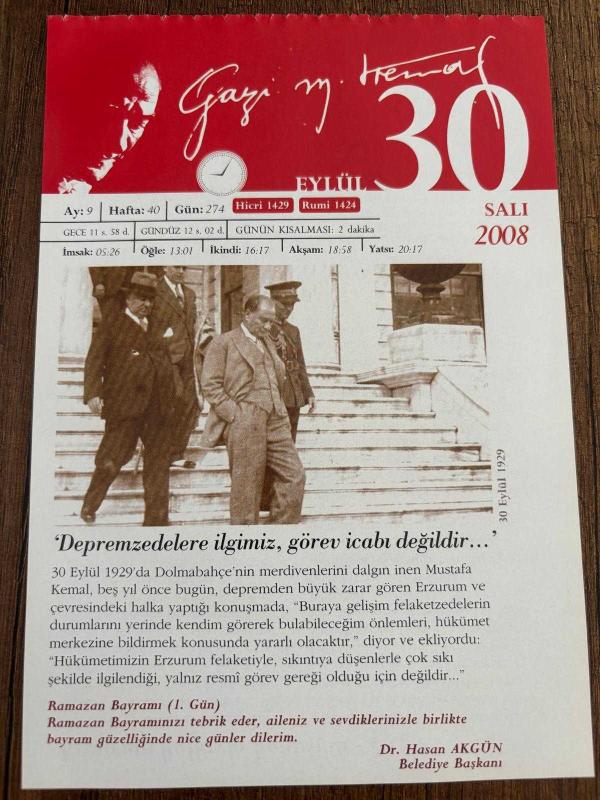 Gazi M. Kemal
30
EYLÜL
SALI
2008
Ay: 9 Hafta: 40 Gün: 274 Hicri 1429 Rumi 1424
GECE 11 s. 58 d. GÜNDÜZ 12 s. 02 d. GÜNÜN KISALMASI: 2 dakika
İmsak: 05:26 Öğle: 13:01 İkindi: 16:17 Akşam: 18:58 Yatsı: 20:17
30 Eylül 1929
‘Depremzedelere ilgimiz, görev icabı değildir...’
30 Eylül 1929'da Dolmabahçe'nin merdivenlerini dalgın inen Mustafa
Kemal, beş yıl önce bugün, depremden büyük zarar gören Erzurum ve
çevresindeki halka yaptığı konuşmada, “Buraya gelişim felaketzedelerin
durumlarını yerinde kendim görerek bulabileceğim önlemleri, hükümet
merkezine bildirmek konusunda yararlı olacaktır,” diyor ve ekliyordu:
“Hükümetimizin Erzurum felaketiyle, sıkıntıya düşenlerle çok sıkı
şekilde ilgilendiği, yalnız resmî görev gereği olduğu için değildir...”
Ramazan Bayramı (1. Gün)
Ramazan Bayramınızı tebrik eder, aileniz ve sevdiklerinizle birlikte
bayram güzelliğinde nice günler dilerim.
Dr. Hasan AKGÜN
Belediye Başkanı